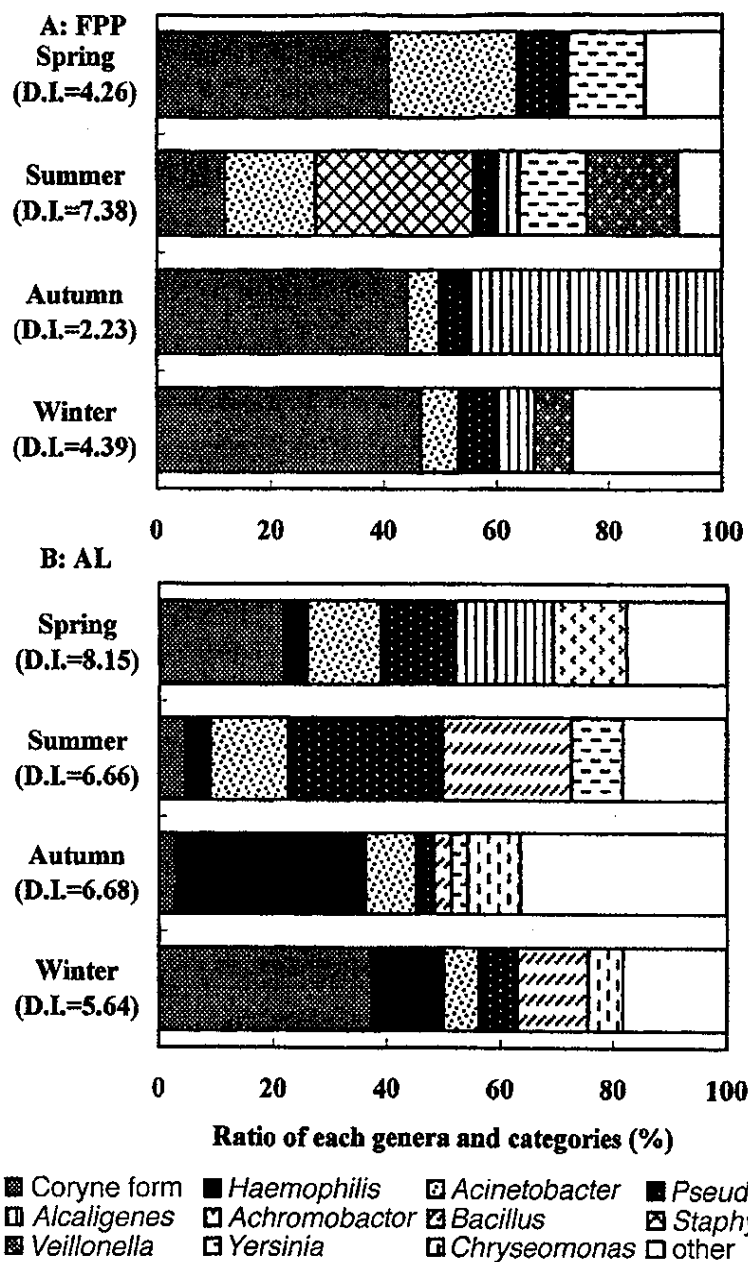 A: FPP
Spring
(D.I.=4.26)
Summer
(D.I.=7.38)
Autumn
(D.I.=2.23)
Winter
(D.I.=4.39)
0 20 40 60 80 100
B: AL
Spring
(D.I.=8.15)
Summer
(D.I.=6.66)
Autumn
(D.I.=6.68)
Winter
(D.I.=5.64)
0 20 40 60 80 100
Ratio of each genera and categories (%)
Coryne form Haemophilis Acinetobacter Pseud
Alcaligenes Achromobactor Bacillus Staphy
Veillonella Yersinia Chryseomonas other